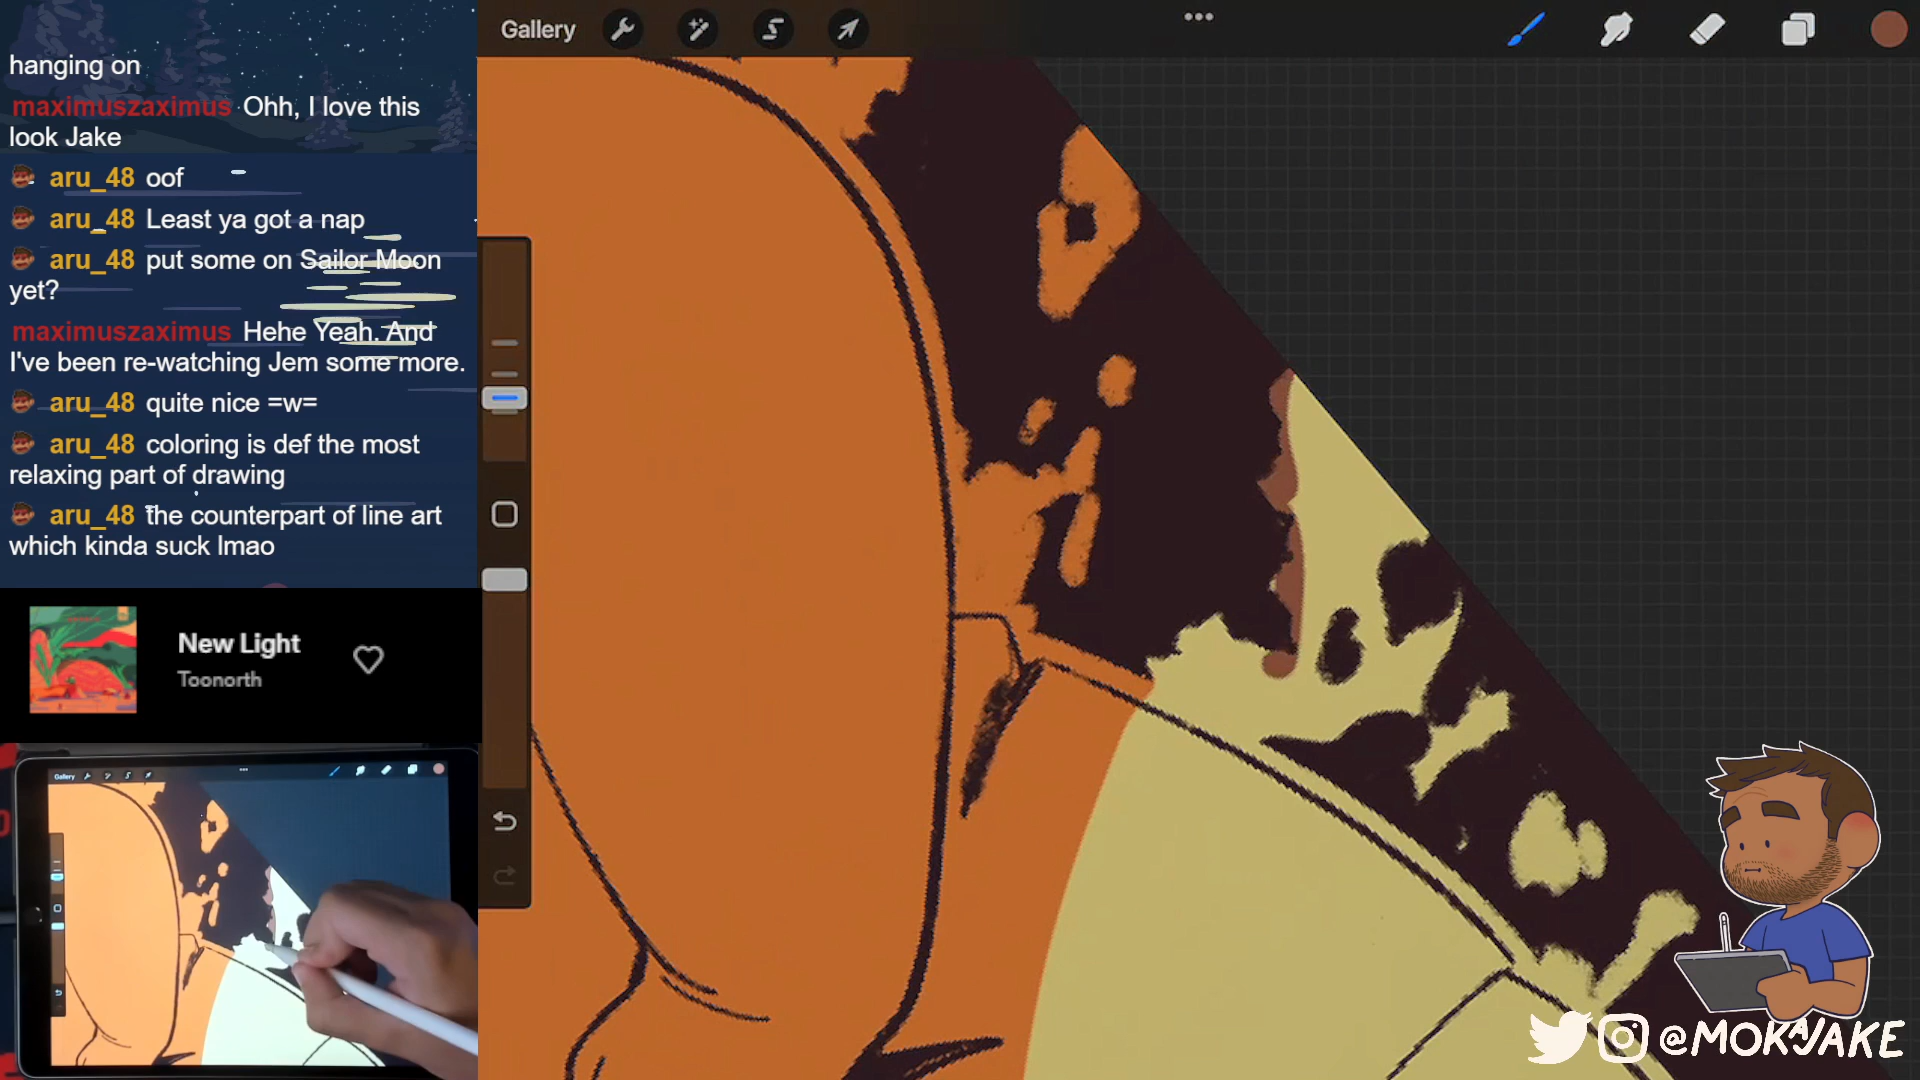 hanging on
maximuszaximus Ohh, I love this
look Jake
aru_48 oof
aru_48 Least ya got a nap
aru_48 put some on Sailor Moon
yet?
maximuszaximus Hehe Yeah. And
I've been re-watching Jem some more.
aru_48 quite nice =w=
aru_48 coloring is def the most
relaxing part of drawing
aru_48 the counterpart of line art
which kinda suck lmao
New Light
Toonorth
Gallery
Gallery
@MOKAJAKE